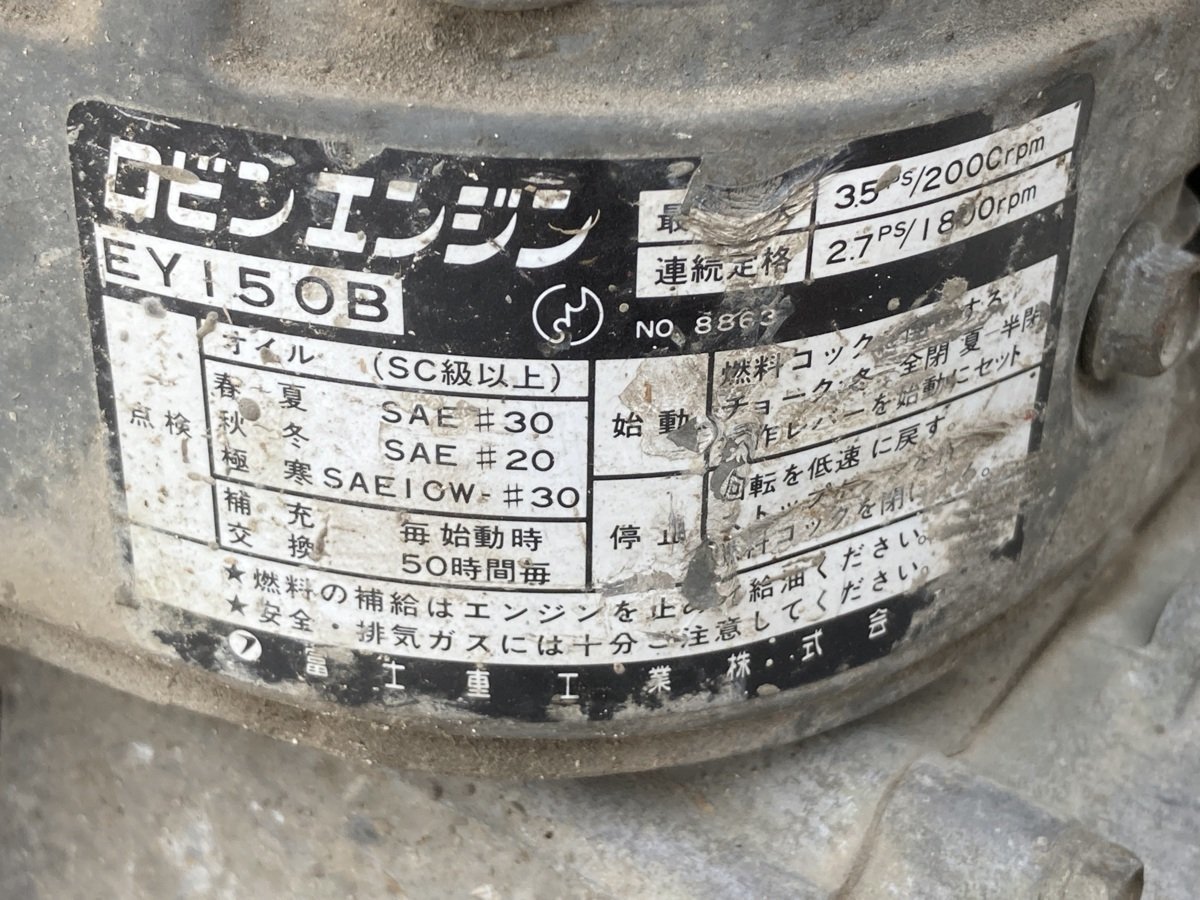 ロビンエンジン
EY150B
最 3.5PS/2000rpm
連続定格 2.7PS/1800rpm
NO. 8863
点検
オイル (SC級以上)
春・夏 SAE #30
秋・冬 SAE #20
極寒 SAE10W-#30
補充 毎始動時
交換 50時間毎
始動
燃料コック する
チョーク冬―全閉 夏―半閉
作レバーを始動にセット
停止
回転を低速に戻す。
コックを閉
★燃料の補給はエンジンを止め 給油ください。
★安全・排気ガスには十分ご注意してください。
富士重工業株式会